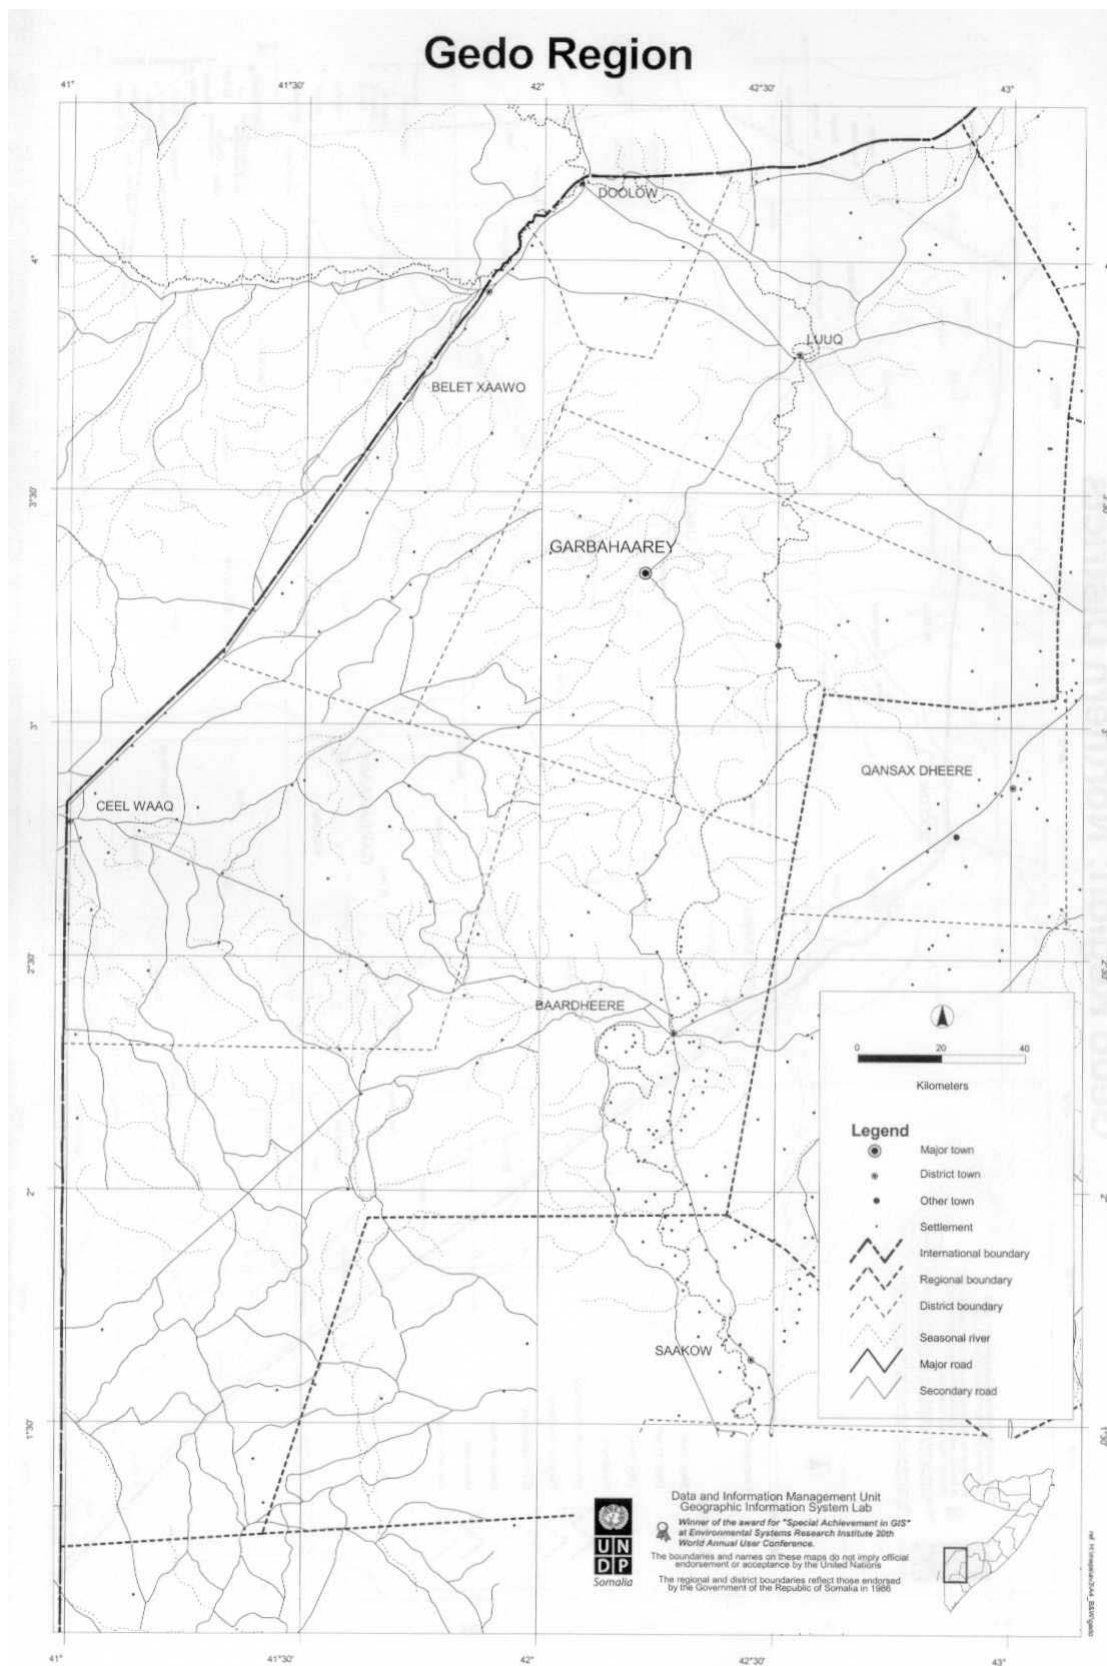 Gedo Region
41°
41°30'
42°
42°30'
43°
DOOLOW
4°
4
LUUQ
BELET XAAWO
3°30'
GARBAHAAREY
3°
QANSAX DHEERE
CEEL WAAQ
2°30'
BAARDHEERE
0
20
40
Kilometers
Legend
Major town
District town
Other town
Settlement
International boundary
Regional boundary
District boundary
Seasonal river
Major road
Secondary road
2°
SAAKOW
1°30'
1°30'
Data and Information Management Unit
Geographic Information System Lab
Winner of the award for "Special Achievement in GIS"
at Environmental Systems Research Institute 20th
World Annual User Conference.
The boundaries and names on these maps do not imply official
endorsement or acceptance by the United Nations
The regional and district boundaries reflect those endorsed
by the Government of the Republic of Somalia in 1986
UN
DP
Somalia
41°
41°30'
42°
42°30'
43°